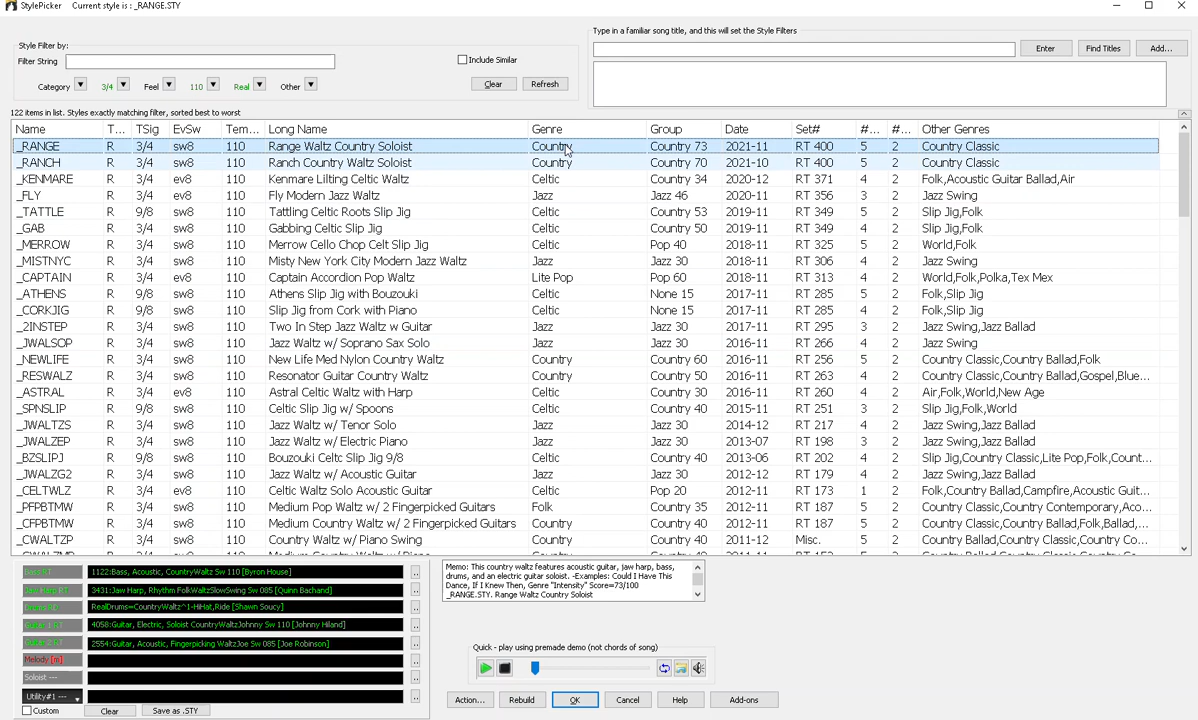 StylePicker Current style is : _RANGE.STY
Style Filter by:
Filter String
Include Similar
Category 3/4 Feel 110 Real Other
Clear Refresh
Type in a familiar song title, and this will set the Style Filters
Enter Find Titles Add...
122 items in list. Styles exactly matching filter, sorted best to worst
Name T... TSig EvSw Tem... Long Name Genre Group Date Set# #... #... Other Genres
_RANGE R 3/4 sw8 110 Range Waltz Country Soloist Country Country 73 2021-11 RT 400 5 2 Country Classic
_RANCH R 3/4 sw8 110 Ranch Country Waltz Soloist Country Country 70 2021-10 RT 400 5 2 Country Classic
_KENMARE R 3/4 ev8 110 Kenmare Lilting Celtic Waltz Celtic Country 34 2020-12 RT 371 4 2 Folk,Acoustic Guitar Ballad,Air
_FLY R 3/4 ev8 110 Fly Modern Jazz Waltz Jazz Jazz 46 2020-11 RT 356 3 2 Jazz Swing
_TATTLE R 9/8 sw8 110 Tattling Celtic Roots Slip Jig Celtic Country 53 2019-11 RT 349 5 2 Slip Jig,Folk
_GAB R 9/8 sw8 110 Gabbing Celtic Slip Jig Celtic Country 50 2019-11 RT 349 4 2 Slip Jig,Folk
_MERROW R 3/4 sw8 110 Merrow Cello Chop Celt Slip Jig Celtic Pop 40 2018-11 RT 325 5 2 World,Folk
_MISTNYC R 3/4 sw8 110 Misty New York City Modern Jazz Waltz Jazz Jazz 30 2018-11 RT 306 4 2 Jazz Swing
_CAPTAIN R 3/4 ev8 110 Captain Accordion Pop Waltz Lite Pop Pop 60 2018-11 RT 313 4 2 World,Folk,Polka,Tex Mex
_ATHENS R 9/8 sw8 110 Athens Slip Jig with Bouzouki Celtic None 15 2017-11 RT 285 5 2 Folk,Slip Jig
_CORKJIG R 9/8 sw8 110 Slip Jig from Cork with Piano Celtic None 15 2017-11 RT 285 4 2 Folk,Slip Jig
_2INSTEP R 3/4 sw8 110 Two In Step Jazz Waltz w Guitar Jazz Jazz 30 2017-11 RT 295 3 2 Jazz Swing,Jazz Ballad
_JWALSOP R 3/4 sw8 110 Jazz Waltz w/ Soprano Sax Solo Jazz Jazz 30 2016-11 RT 266 4 2 Jazz Swing
_NEWLIFE R 3/4 sw8 110 New Life Med Nylon Country Waltz Country Country 60 2016-11 RT 256 5 2 Country Classic,Country Ballad,Folk
_RESWALZ R 3/4 sw8 110 Resonator Guitar Country Waltz Country Country 50 2016-11 RT 263 4 2 Country Classic,Country Ballad,Gospel,Blue...
_ASTRAL R 3/4 ev8 110 Astral Celtic Waltz with Harp Celtic Country 30 2016-11 RT 260 4 2 Air,Folk,World,New Age
_SPNSLIP R 9/8 sw8 110 Celtic Slip Jig w/ Spoons Celtic Country 40 2015-11 RT 251 3 2 Slip Jig,Folk,World
_JWALTZS R 3/4 sw8 110 Jazz Waltz w/ Tenor Solo Jazz Jazz 30 2014-12 RT 217 4 2 Jazz Swing,Jazz Ballad
_JWALZEP R 3/4 sw8 110 Jazz Waltz w/ Electric Piano Jazz Jazz 30 2013-07 RT 198 3 2 Jazz Swing,Jazz Ballad
_BZSLIPJ R 9/8 sw8 110 Bouzouki Celtc Slip Jig 9/8 Celtic Country 40 2013-06 RT 202 4 2 Slip Jig,Country Classic,Lite Pop,Folk,Count...
_JWALZG2 R 3/4 sw8 110 Jazz Waltz w/ Acoustic Guitar Jazz Jazz 30 2012-12 RT 179 4 2 Jazz Swing,Jazz Ballad
_CELTWLZ R 3/4 ev8 110 Celtic Waltz Solo Acoustic Guitar Celtic Pop 20 2012-11 RT 173 1 2 Folk,Country Ballad,Campfire,Acoustic Guit...
_PFPBTMW R 3/4 sw8 110 Medium Pop Waltz w/ 2 Fingerpicked Guitars Folk Country 35 2012-11 RT 187 5 2 Country Classic,Country Contemporary,Aco...
_CFPBTMW R 3/4 sw8 110 Medium Country Waltz w/ 2 Fingerpicked Guitars Country Country 40 2012-11 RT 187 5 2 Country Classic,Country Ballad,Folk,Ballad,...
_CWALTZP R 3/4 sw8 110 Country Waltz w/ Piano Swing Country Country 40 2011-12 Misc. 5 2 Country Classic,Country Ballad,Country Co...
Bass RT 1122:Bass, Acoustic, CountryWaltz Sw 110 [Byron House]
Jaw Harp RT 3431:Jaw Harp, Rhythm FolkWaltzSlowSwing Sw 085 [Quinn Bachand]
Drums RD RealDrums=CountryWaltz^1-HiHat,Ride [Shawn Soucy]
4058:Guitar, Electric, Soloist CountryWaltzJohnny Sw 110 [Johnny Hiland]
2554:Guitar, Acoustic, Fingerpicking WaltzJoe Sw 085 [Joe Robinson]
Melody [m]
Soloist ---
Utility#1 ---
Custom Clear Save as .STY
Memo: This country waltz features acoustic guitar, jaw harp, bass,
drums, and an electric guitar soloist. -Examples: Could I Have This
Dance, If I Knew Then, Genre "Intensity" Score=73/100
_RANGE.STY. Range Waltz Country Soloist
Quick - play using premade demo (not chords of song)
Action... Rebuild OK Cancel Help Add-ons